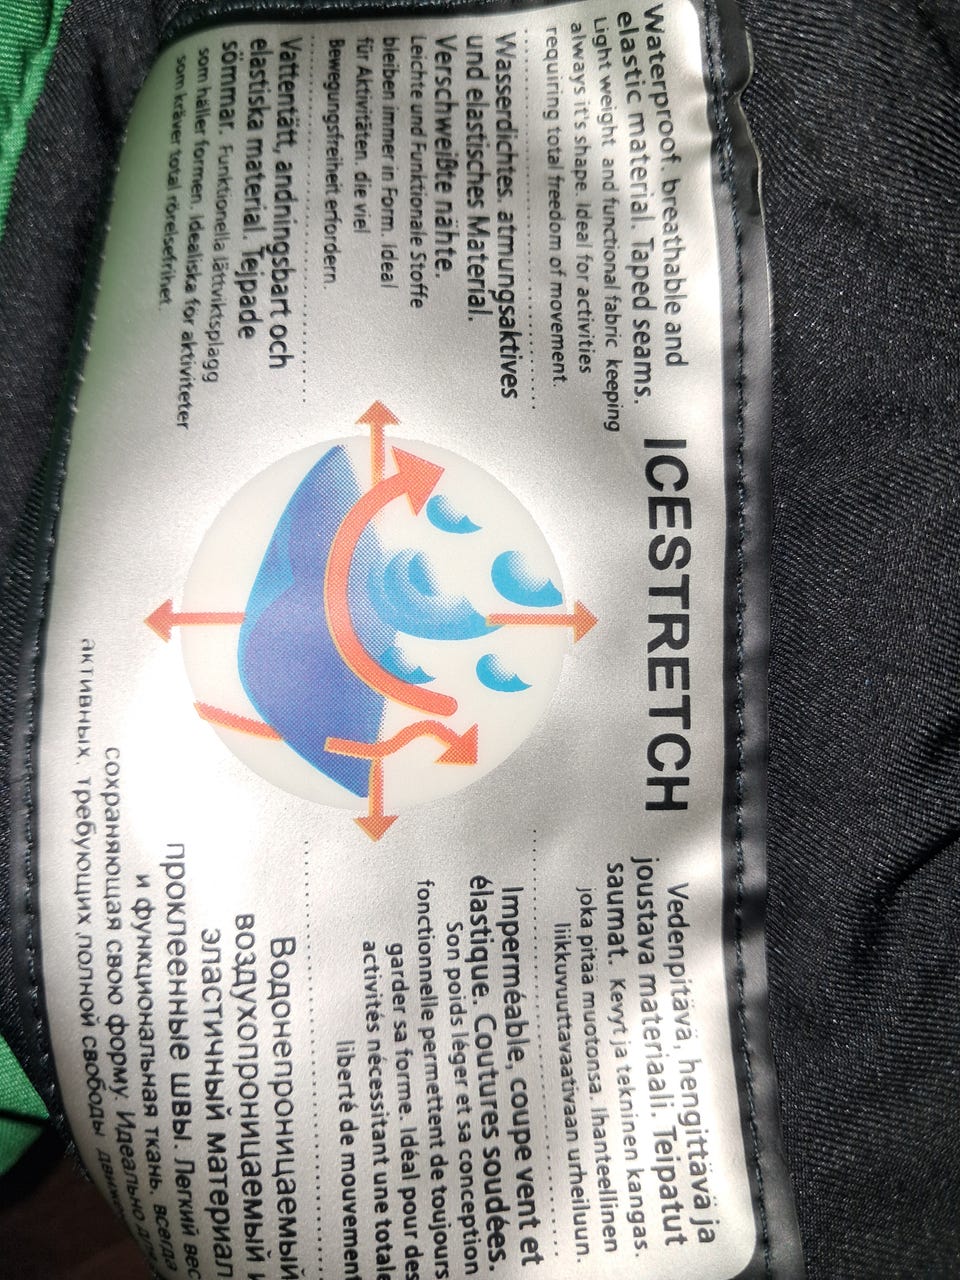 waterproof. breathable and
elastic material. Taped seams.
Light weight and functional fabric keeping
always it's shape. Ideal for activities
requiring total freedom of movement.
Wasserdichtes. atmungsaktives
und elastisches Material.
Verschweißte nähte.
Leichte und Funktionale Stoffe
bleiben immer in Form. Ideal
für Aktivitäten. die viel
Bewegungsfreiheit erfordern.
Vattentätt, andningsbart och
elastiska material. Tejpade
sömmar. Funktionella lättviktsplagg
som håller formen. Idealiska för aktiviteter
som kräver total rörelsefrihet.
ICESTRETCH
Vedenpitävä, hengittävä ja
joustava materiaali. Teipatut
saumat. Kevyt ja tekninen kangas.
joka pitää muotonsa. Ihanteellinen
liikkuvuuttavaativaan urheiluun.
Imperméable, coupe vent et
élastique. Coutures soudées.
Son poids léger et sa conception
fonctionnelle permettent de toujours
garder sa forme. Idéal pour des
activités nécessitant une totale
liberté de mouvement
Водонепроницаемый
воздухопроницаемый и
эластичный материал
проклеенные швы. Легкий вес
и функциональная ткань. всегда
сохраняющая свою форму. Идеально для
активных. требующих полной свободы